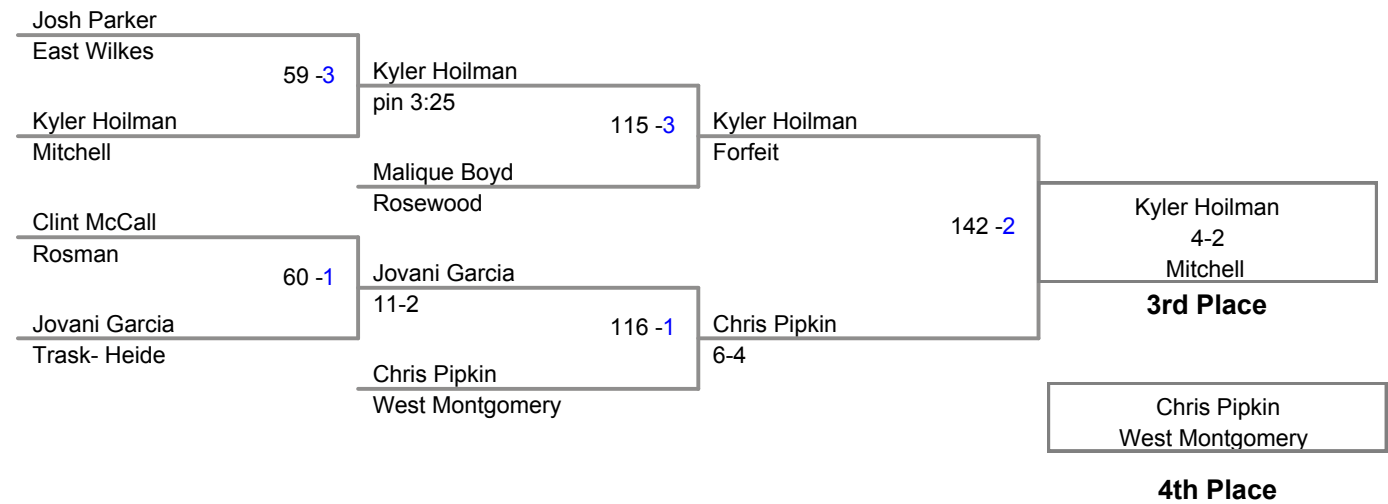 Josh Parker
East Wilkes
59 -3
Kyler Hoilman
pin 3:25
Kyler Hoilman
Mitchell
115 -3
Kyler Hoilman
Forfeit
Malique Boyd
Rosewood
Clint McCall
Rosman
60 -1
Jovani Garcia
11-2
Jovani Garcia
Trask- Heide
116 -1
Chris Pipkin
6-4
Chris Pipkin
West Montgomery
142 -2
Kyler Hoilman
4-2
Mitchell
3rd Place
Chris Pipkin
West Montgomery
4th Place